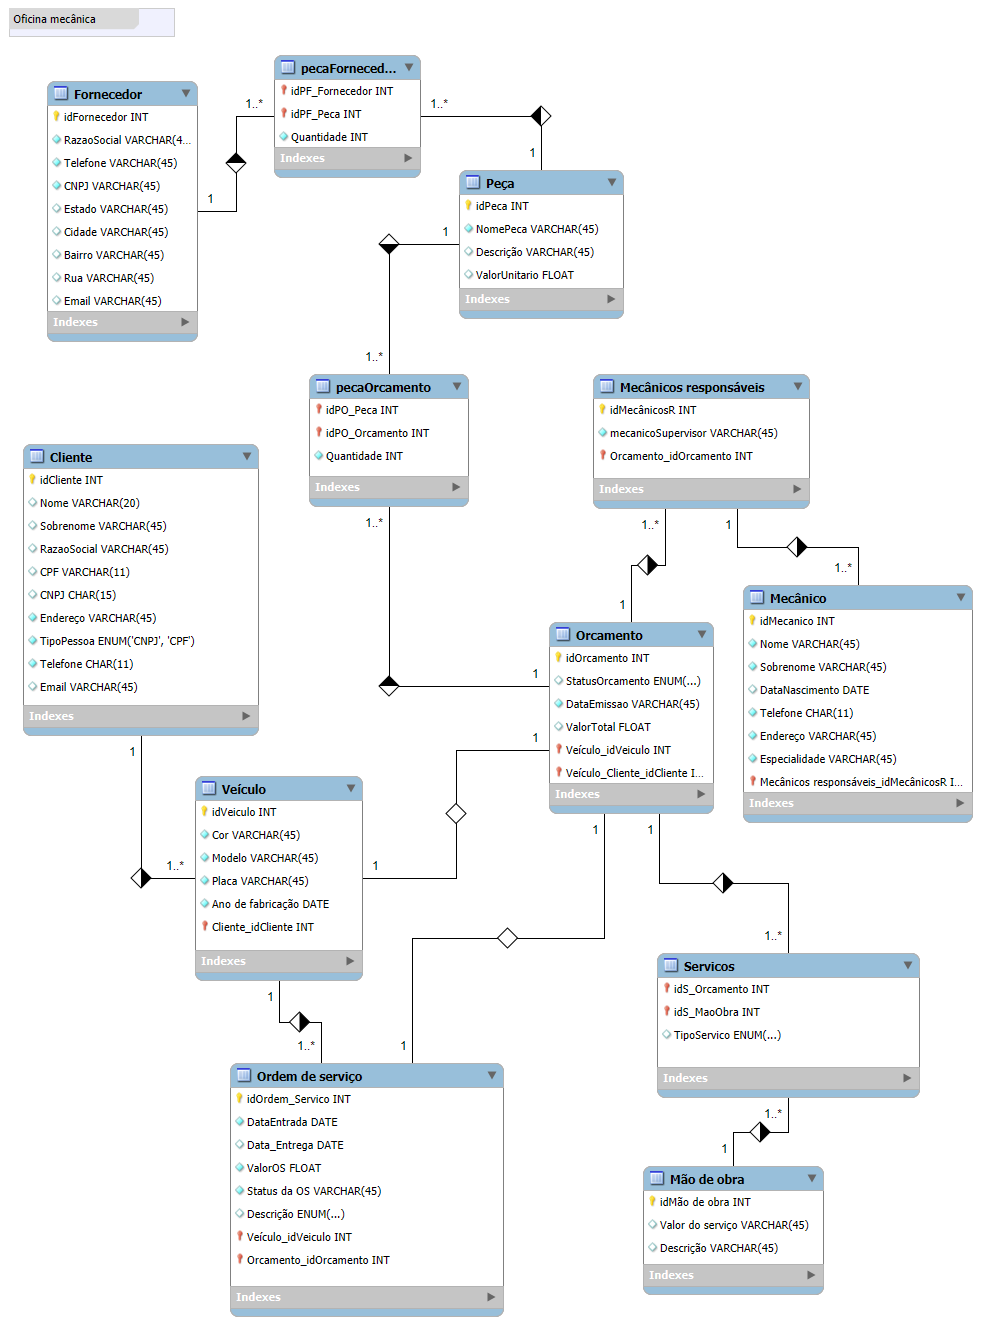 Oficina mecânica
pecaForneced...
idPF_Fornecedor INT
idPF_Peca INT
Quantidade INT
Indexes
Fornecedor
idFornecedor INT
RazaoSocial VARCHAR(4...
Telefone VARCHAR(45)
CNPJ VARCHAR(45)
Estado VARCHAR(45)
Cidade VARCHAR(45)
Bairro VARCHAR(45)
Rua VARCHAR(45)
Email VARCHAR(45)
Indexes
1..*
1
1..*
1
Peça
idPeca INT
NomePeca VARCHAR(45)
Descrição VARCHAR(45)
ValorUnitario FLOAT
Indexes
1
1..*
pecaOrcamento
idPO_Peca INT
idPO_Orcamento INT
Quantidade INT
Indexes
1..*
1
Mecânicos responsáveis
idMecânicosR INT
mecanicoSupervisor VARCHAR(45)
Orcamento_idOrcamento INT
Indexes
1..*
1
1
1..*
Cliente
idCliente INT
Nome VARCHAR(20)
Sobrenome VARCHAR(45)
RazaoSocial VARCHAR(45)
CPF VARCHAR(11)
CNPJ CHAR(15)
Endereço VARCHAR(45)
TipoPessoa ENUM('CNPJ', 'CPF')
Telefone CHAR(11)
Email VARCHAR(45)
Indexes
1
1..*
Mecânico
idMecanico INT
Nome VARCHAR(45)
Sobrenome VARCHAR(45)
DataNascimento DATE
Telefone CHAR(11)
Endereço VARCHAR(45)
Especialidade VARCHAR(45)
Mecânicos responsáveis_idMecânicosR I...
Indexes
Orcamento
idOrcamento INT
StatusOrcamento ENUM(...)
DataEmissao VARCHAR(45)
ValorTotal FLOAT
Veículo_idVeiculo INT
Veículo_Cliente_idCliente I...
Indexes
1
1
Veículo
idVeiculo INT
Cor VARCHAR(45)
Modelo VARCHAR(45)
Placa VARCHAR(45)
Ano de fabricação DATE
Cliente_idCliente INT
Indexes
1
1..*
1
1
1
1..*
Servicos
idS_Orcamento INT
idS_MaoObra INT
TipoServico ENUM(...)
Indexes
1..*
1
Ordem de serviço
idOrdem_Servico INT
DataEntrada DATE
Data_Entrega DATE
ValorOS FLOAT
Status da OS VARCHAR(45)
Descrição ENUM(...)
Veículo_idVeiculo INT
Orcamento_idOrcamento INT
Indexes
Mão de obra
idMão de obra INT
Valor do serviço VARCHAR(45)
Descrição VARCHAR(45)
Indexes